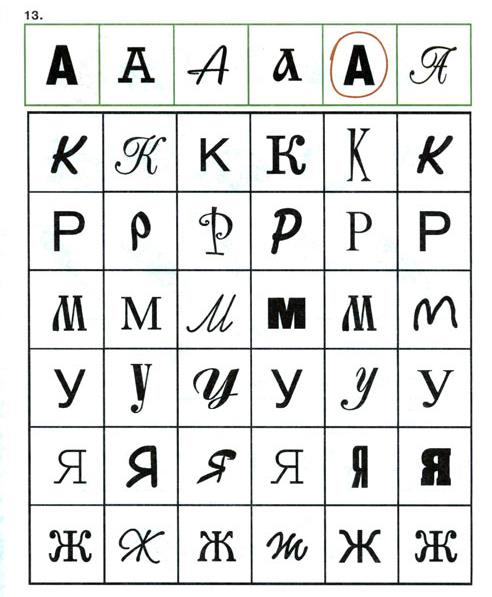 13.
А А А а А А
К К К К К К
Р р Р Р Р Р
М М М м М м
У у У У у У
Я Я Я Я Я Я
Ж Ж Ж ж Ж Ж